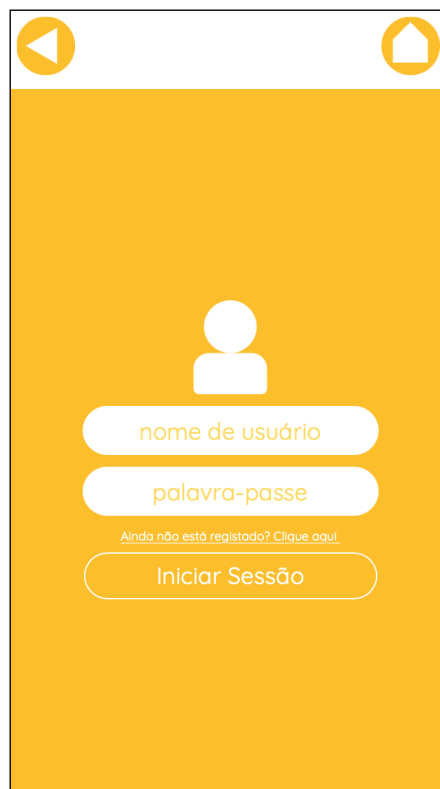 nome de usuário
palavra-passe
Ainda não está registado? Clique aqui
Iniciar Sessão